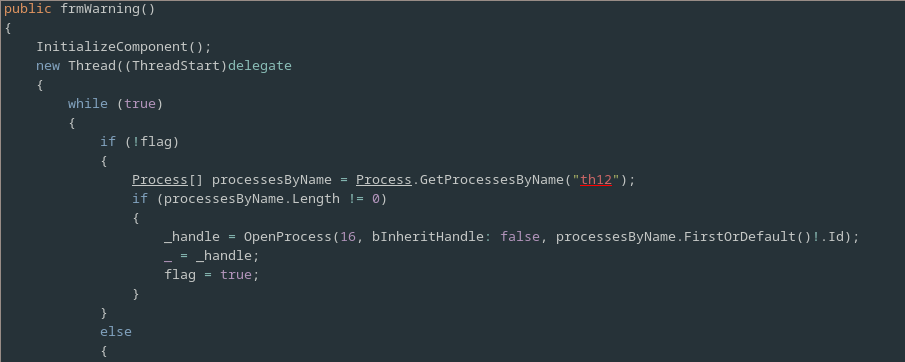 public frmWarning()
{
    InitializeComponent();
    new Thread((ThreadStart)delegate
    {
        while (true)
        {
            if (!flag)
            {
                Process[] processesByName = Process.GetProcessesByName("th12");
                if (processesByName.Length != 0)
                {
                    _handle = OpenProcess(16, bInheritHandle: false, processesByName.FirstOrDefault()!.Id);
                    _ = _handle;
                    flag = true;
                }
            }
            else
            {